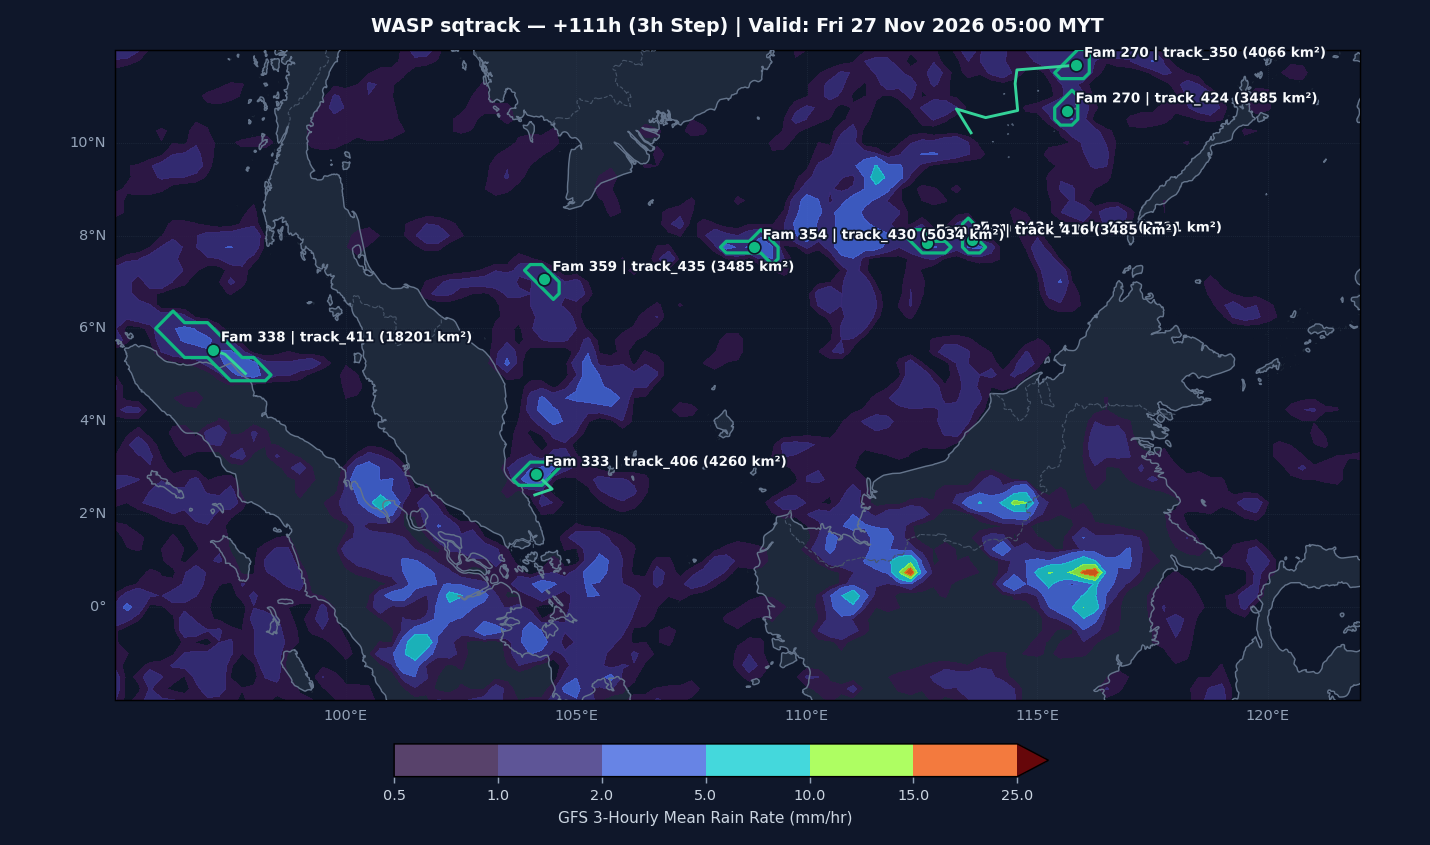 WASP sqtrack — +111h (3h Step) | Valid: Fri 27 Nov 2026 05:00 MYT
Fam 270 | track_350 (4066 km²)
Fam 270 | track_424 (3485 km²)
10°N
8°N
Fam 354 | track_430 (5034 km²)
track_416 (3485 km²)
km²)
Fam 359 | track_435 (3485 km²)
6°N
Fam 338 | track_411 (18201 km²)
4°N
Fam 333 | track_406 (4260 km²)
2°N
0°
100°E
105°E
110°E
115°E
120°E
0.5
1.0
2.0
5.0
10.0
15.0
25.0
GFS 3-Hourly Mean Rain Rate (mm/hr)